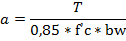 a = T / 0,85 * f'c * bw